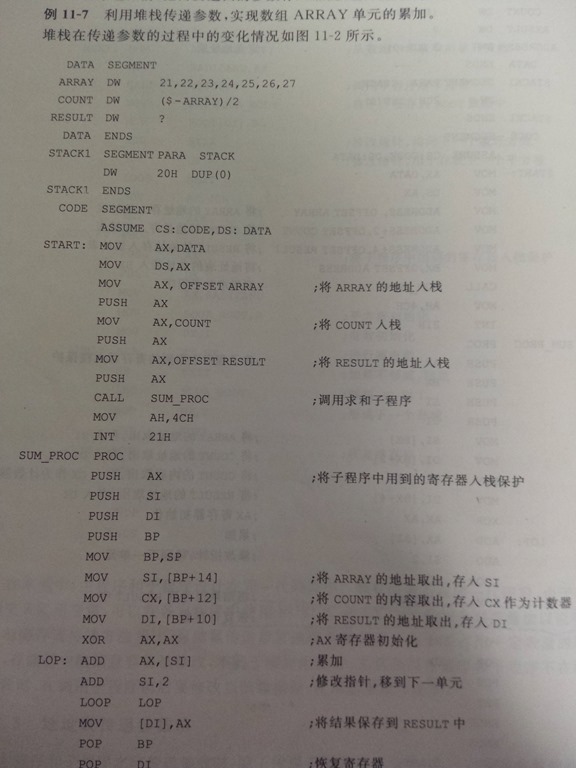 例 11-7 利用堆栈传递参数,实现数组 ARRAY 单元的累加。
堆栈在传递参数的过程中的变化情况如图 11-2 所示。
DATA SEGMENT
ARRAY DW 21,22,23,24,25,26,27
COUNT DW ($-ARRAY)/2
RESULT DW ?
DATA ENDS
STACK1 SEGMENT PARA STACK
DW 20H DUP(0)
STACK1 ENDS
CODE SEGMENT
ASSUME CS:CODE,DS:DATA
START: MOV AX,DATA
MOV DS,AX
MOV AX, OFFSET ARRAY ;将 ARRAY 的地址入栈
PUSH AX
MOV AX,COUNT ;将 COUNT 入栈
PUSH AX
MOV AX,OFFSET RESULT ;将 RESULT 的地址入栈
PUSH AX
CALL SUM_PROC ;调用求和子程序
MOV AH,4CH
INT 21H
SUM_PROC PROC
PUSH AX ;将子程序中用到的寄存器入栈保护
PUSH SI
PUSH DI
PUSH BP
MOV BP,SP
MOV SI,[BP+14] ;将 ARRAY 的地址取出,存入 SI
MOV CX,[BP+12] ;将 COUNT 的内容取出,存入 CX 作为计数器
MOV DI,[BP+10] ;将 RESULT 的地址取出,存入 DI
XOR AX,AX ;AX 寄存器初始化
LOP: ADD AX,[SI] ;累加
ADD SI,2 ;修改指针,移到下一单元
LOOP LOP
MOV [DI],AX ;将结果保存到 RESULT 中
POP BP
POP DI ;恢复寄存器